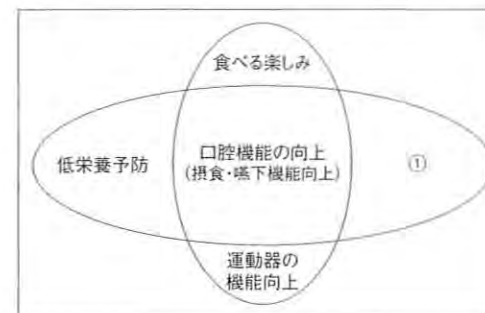 食べる楽しみ
低栄養予防
口腔機能の向上
(摂食・嚥下機能向上)
①
運動器の
機能向上